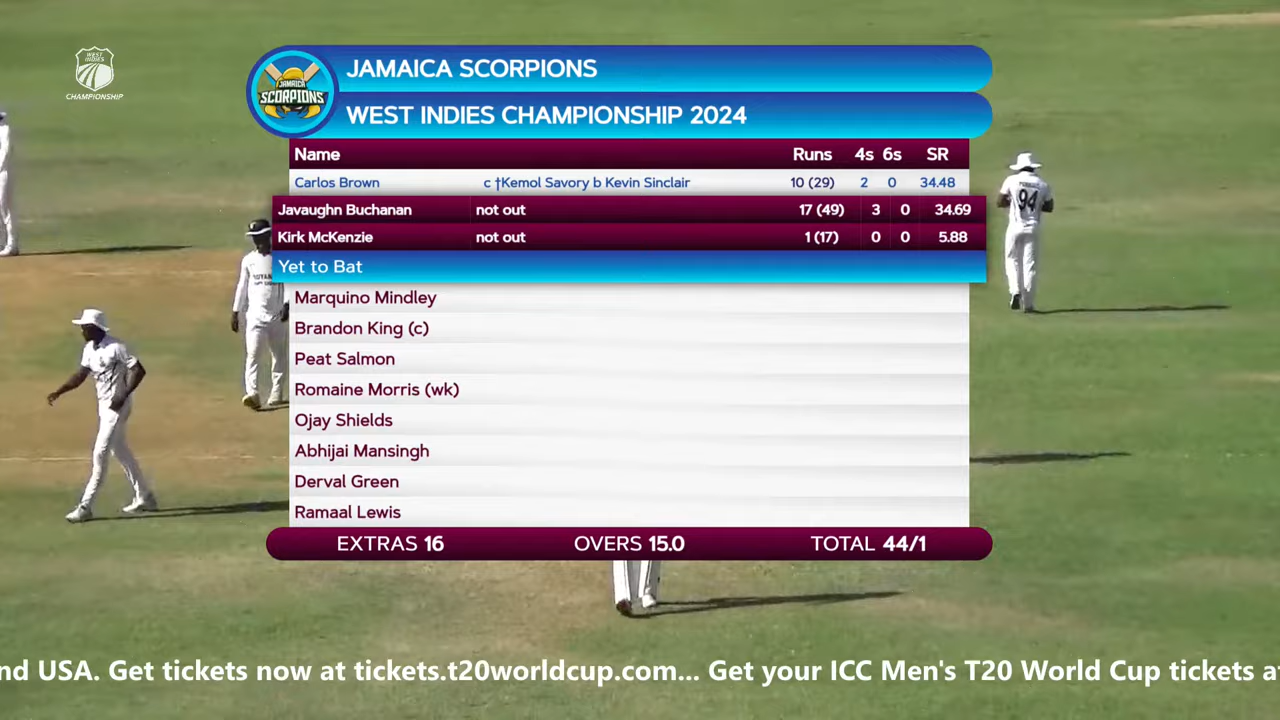 WEST
INDIES
CHAMPIONSHIP
JAMAICA
SCORPIONS
JAMAICA SCORPIONS
WEST INDIES CHAMPIONSHIP 2024
Name Runs 4s 6s SR
Carlos Brown c †Kemol Savory b Kevin Sinclair 10 (29) 2 0 34.48
Javaughn Buchanan not out 17 (49) 3 0 34.69
Kirk McKenzie not out 1 (17) 0 0 5.88
Yet to Bat
Marquino Mindley
Brandon King (c)
Peat Salmon
Romaine Morris (wk)
Ojay Shields
Abhijai Mansingh
Derval Green
Ramaal Lewis
EXTRAS 16 OVERS 15.0 TOTAL 44/1
94
nd USA. Get tickets now at tickets.t20worldcup.com... Get your ICC Men's T20 World Cup tickets a